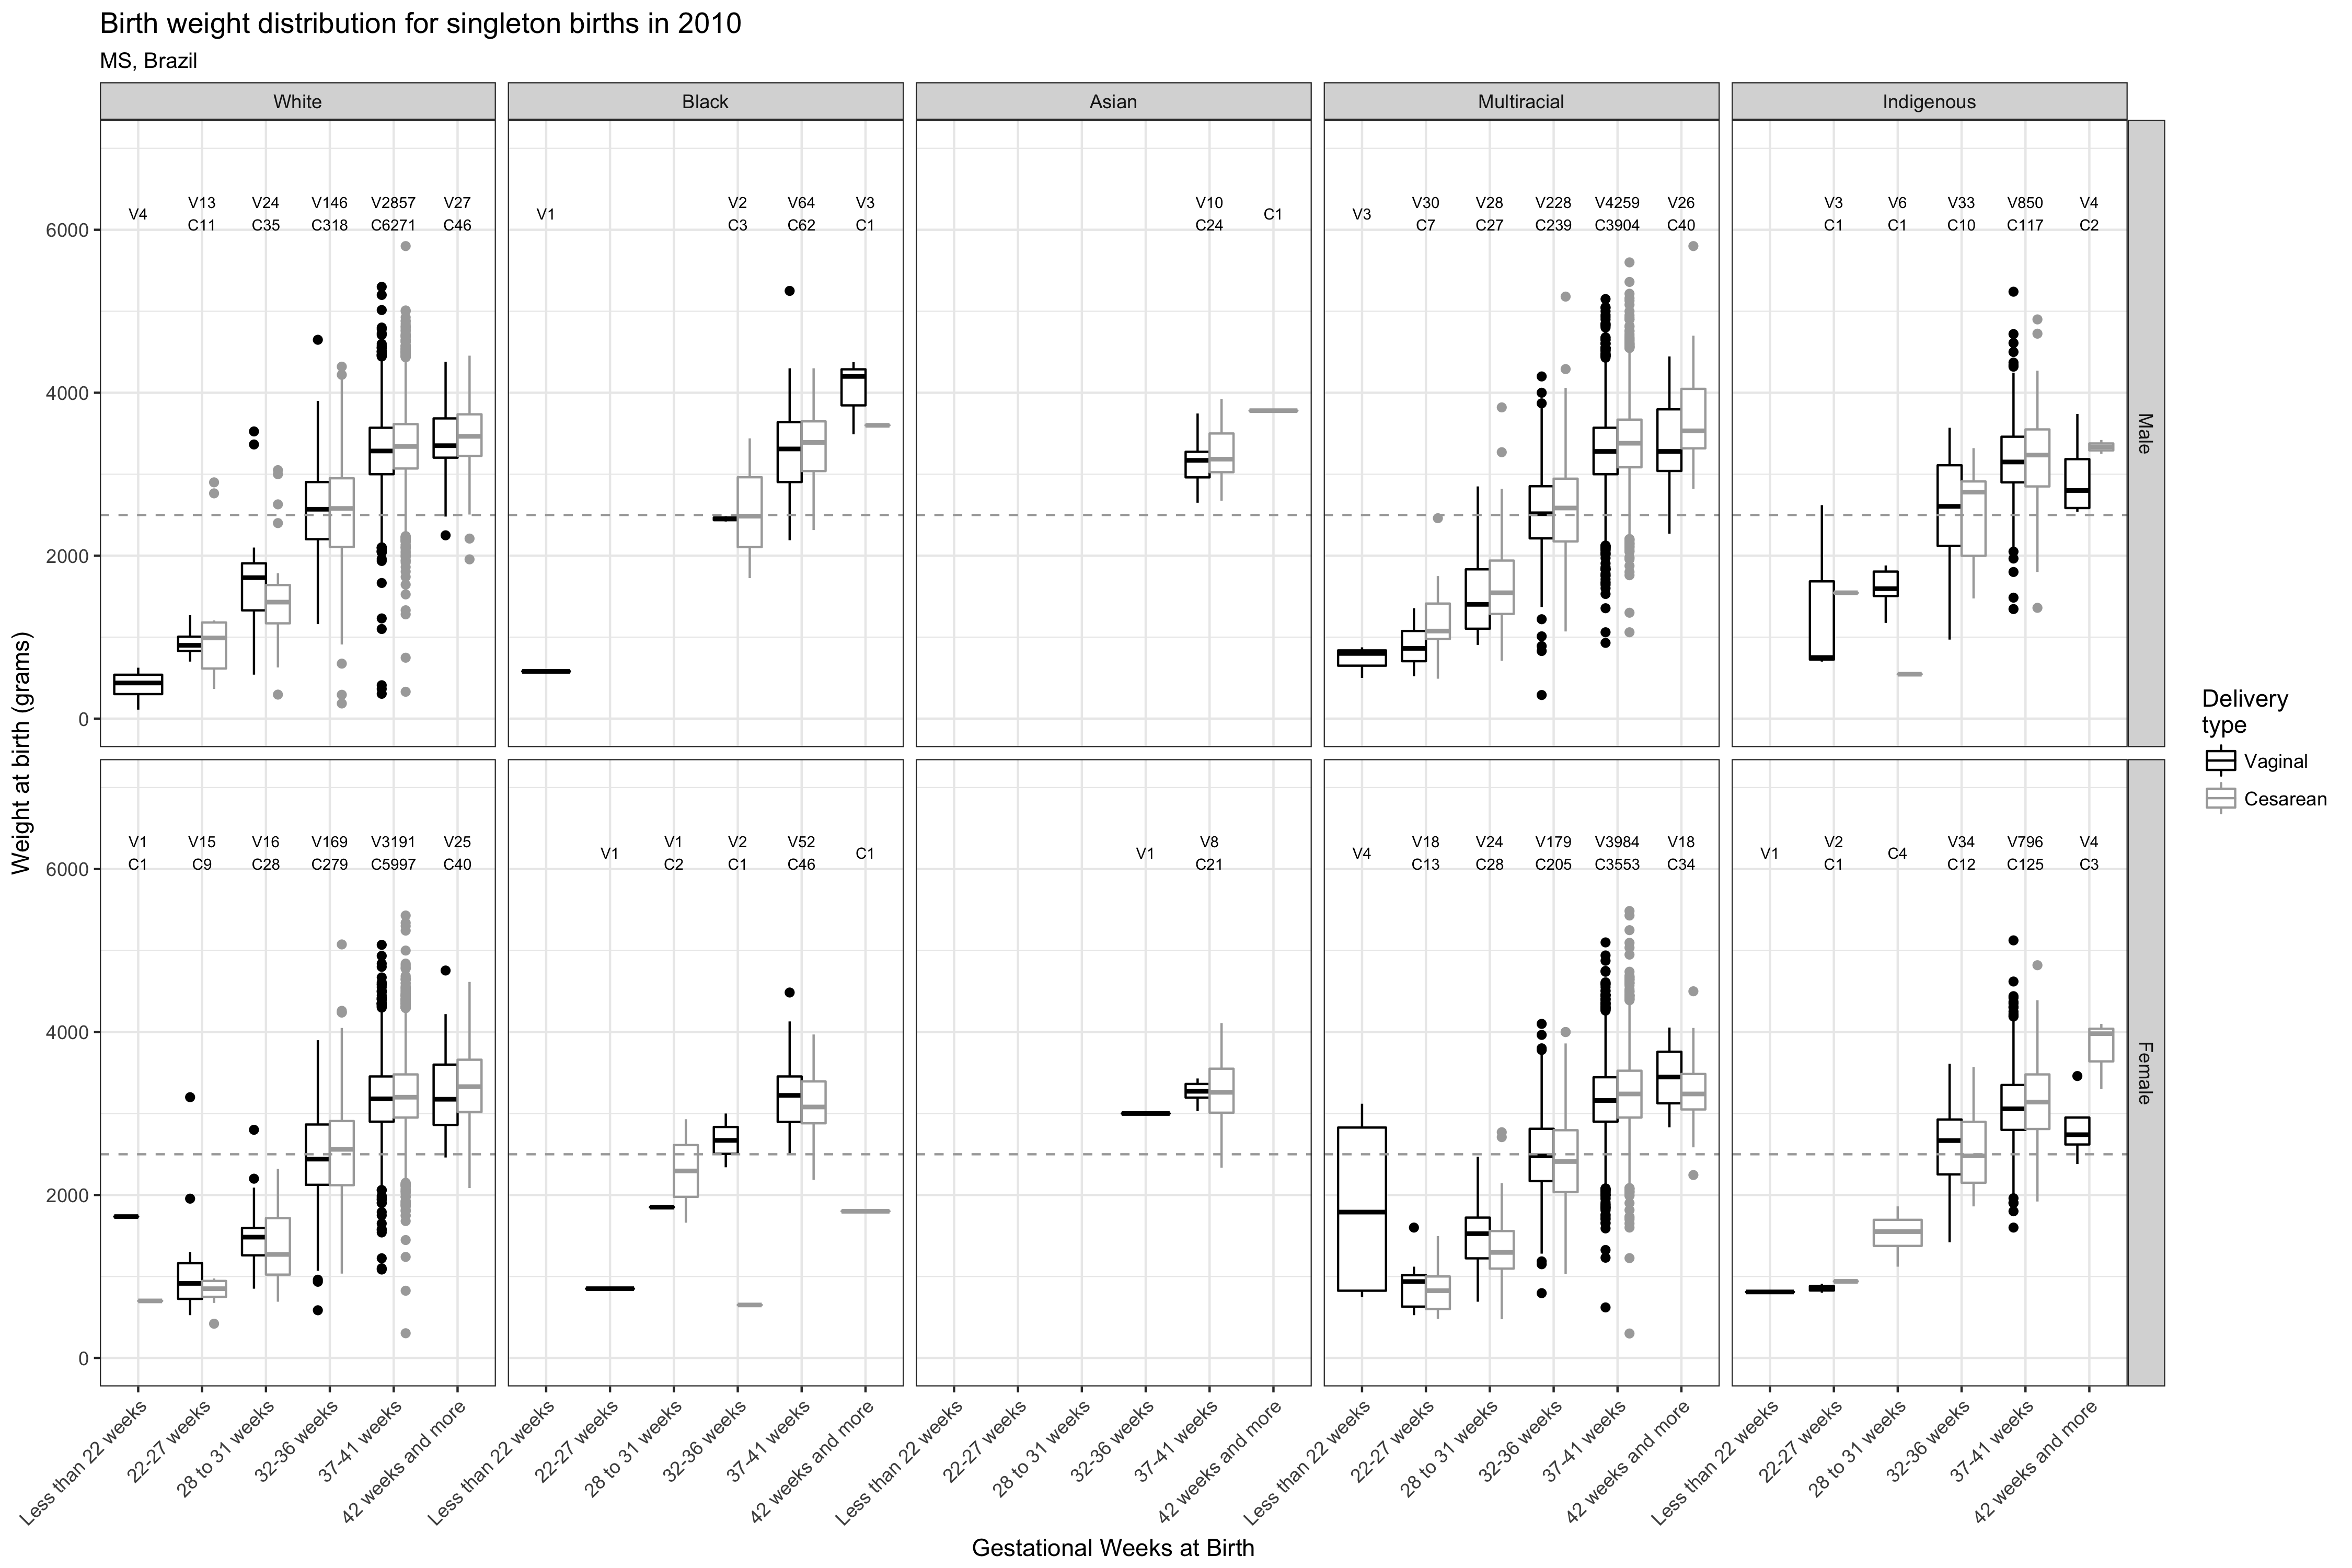 Birth weight distribution for singleton births in 2010
MS, Brazil
White Black Asian Multiracial Indigenous
V4 V13 V24 V146 V2857 V27
C11 C35 C318 C6271 C46
V1 V2 V64 V3
C3 C62 C1
V10 C1
C24
V3 V30 V28 V228 V4259 V26
C7 C27 C239 C3904 C40
V3 V6 V33 V850 V4
C1 C1 C10 C117 C2
6000
4000
2000
0
Male
V1 V15 V16 V169 V3191 V25
C1 C9 C28 C279 C5997 C40
V1 V1 V2 V52 C1
C2 C1 C46
V1 V8
C21
V4 V18 V24 V179 V3984 V18
C13 C28 C205 C3553 C34
V1 V2 C4 V34 V796 V4
C1 C12 C125 C3
6000
4000
2000
0
Female
Weight at birth (grams)
Less than 22 weeks
22-27 weeks
28 to 31 weeks
32-36 weeks
37-41 weeks
42 weeks and more
Less than 22 weeks
22-27 weeks
28 to 31 weeks
32-36 weeks
37-41 weeks
42 weeks and more
Less than 22 weeks
22-27 weeks
28 to 31 weeks
32-36 weeks
37-41 weeks
42 weeks and more
Less than 22 weeks
22-27 weeks
28 to 31 weeks
32-36 weeks
37-41 weeks
42 weeks and more
Less than 22 weeks
22-27 weeks
28 to 31 weeks
32-36 weeks
37-41 weeks
42 weeks and more
Gestational Weeks at Birth
Delivery
type
Vaginal
Cesarean